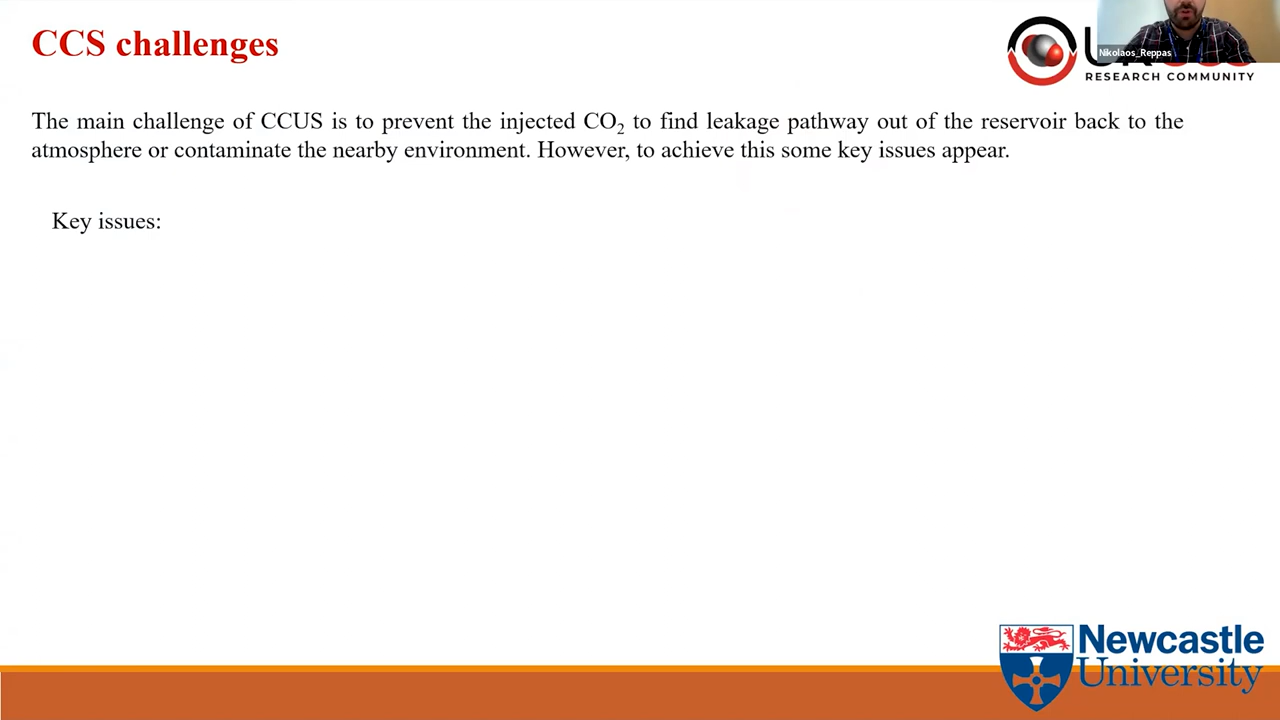 CCS challenges
Nikolaos_Reppas
RESEARCH COMMUNITY
The main challenge of CCUS is to prevent the injected CO₂ to find leakage pathway out of the reservoir back to the
atmosphere or contaminate the nearby environment. However, to achieve this some key issues appear.
Key issues:
Newcastle
University